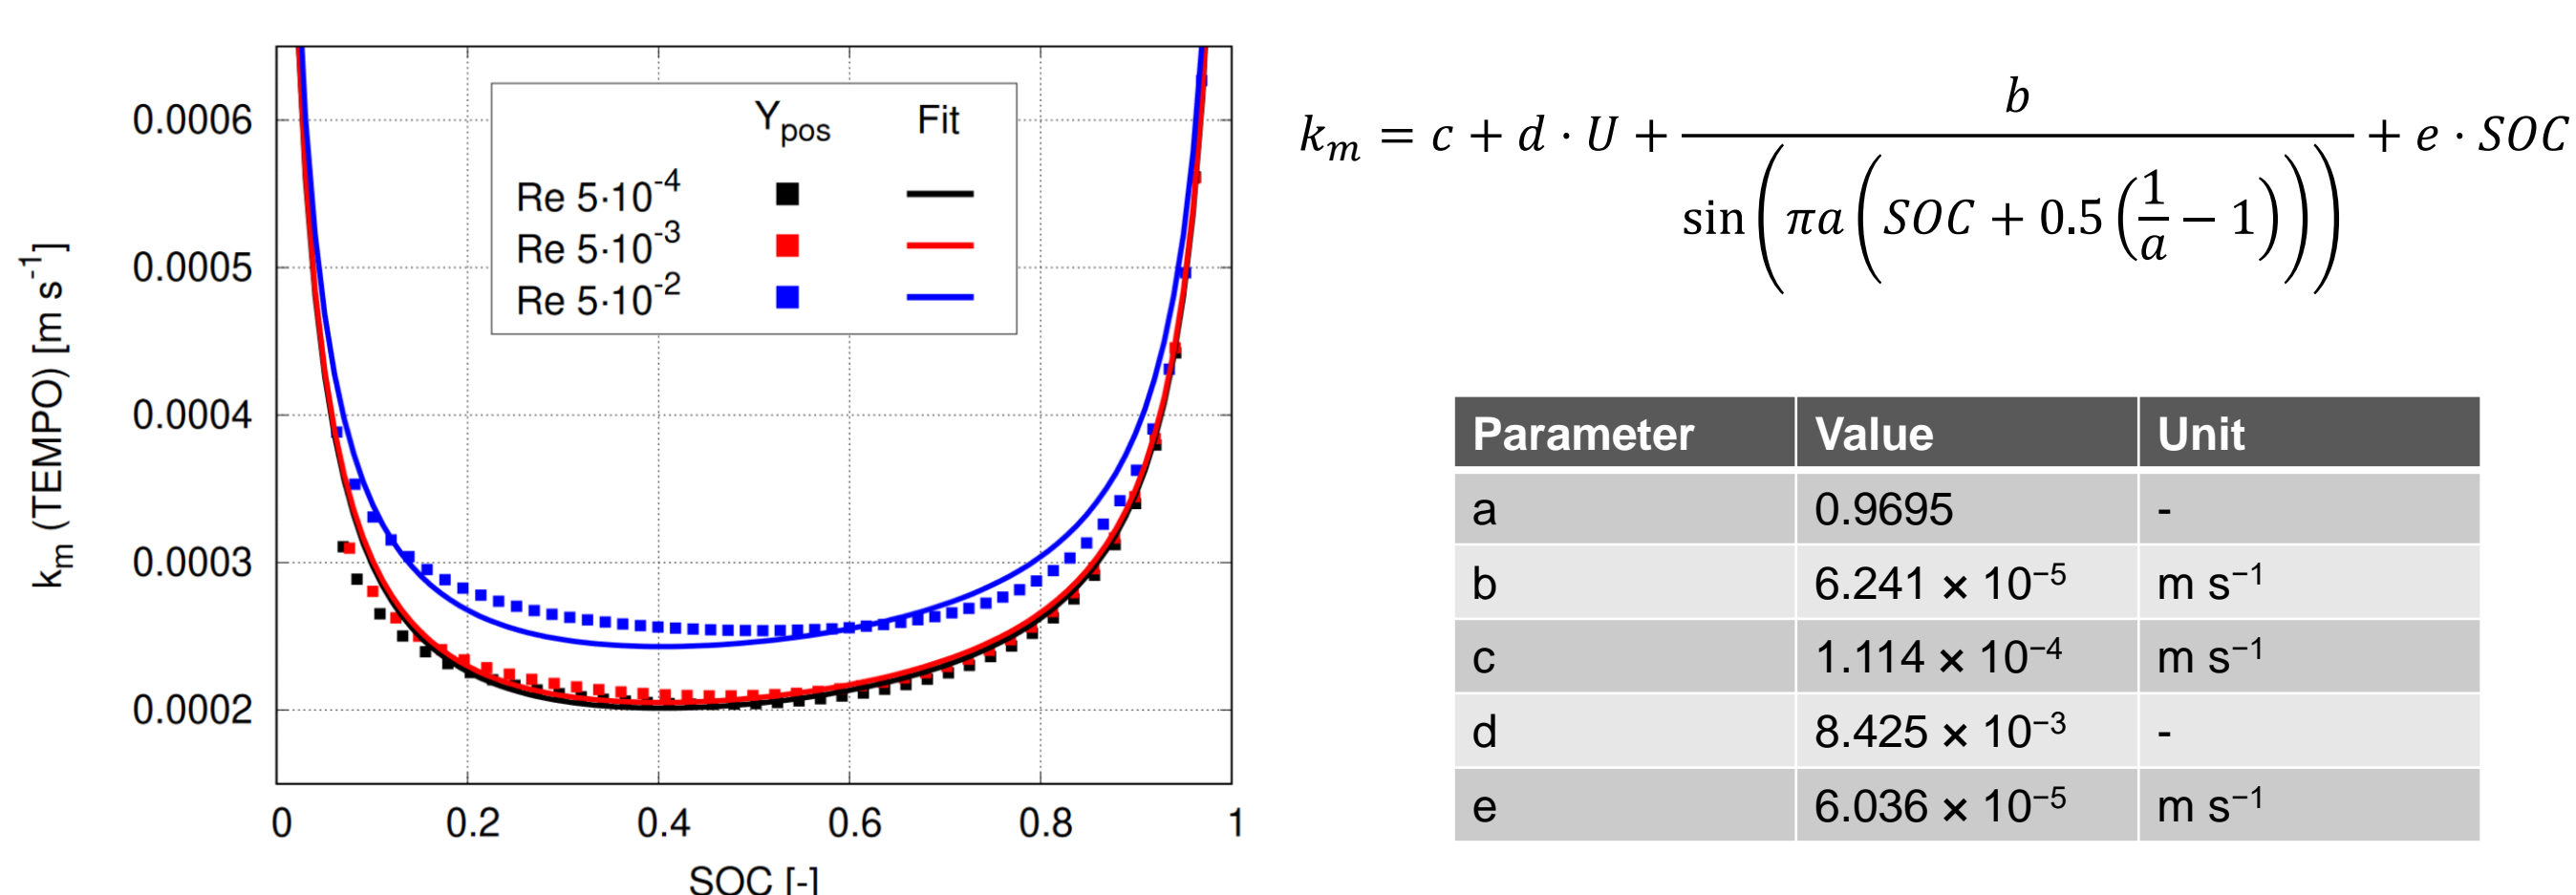 0.0006
0.0005
0.0004
0.0003
0.0002
k_m (TEMPO) [m s^-1]
0 0.2 0.4 0.6 0.8 1
SOC [-]
Y_pos Fit
Re 5·10^-4
Re 5·10^-3
Re 5·10^-2
k_m = c + d · U + b / sin(πa(SOC + 0.5(1/a − 1))) + e · SOC
Parameter Value Unit
a 0.9695 -
b 6.241 × 10^−5 m s^−1
c 1.114 × 10^−4 m s^−1
d 8.425 × 10^−3 -
e 6.036 × 10^−5 m s^−1